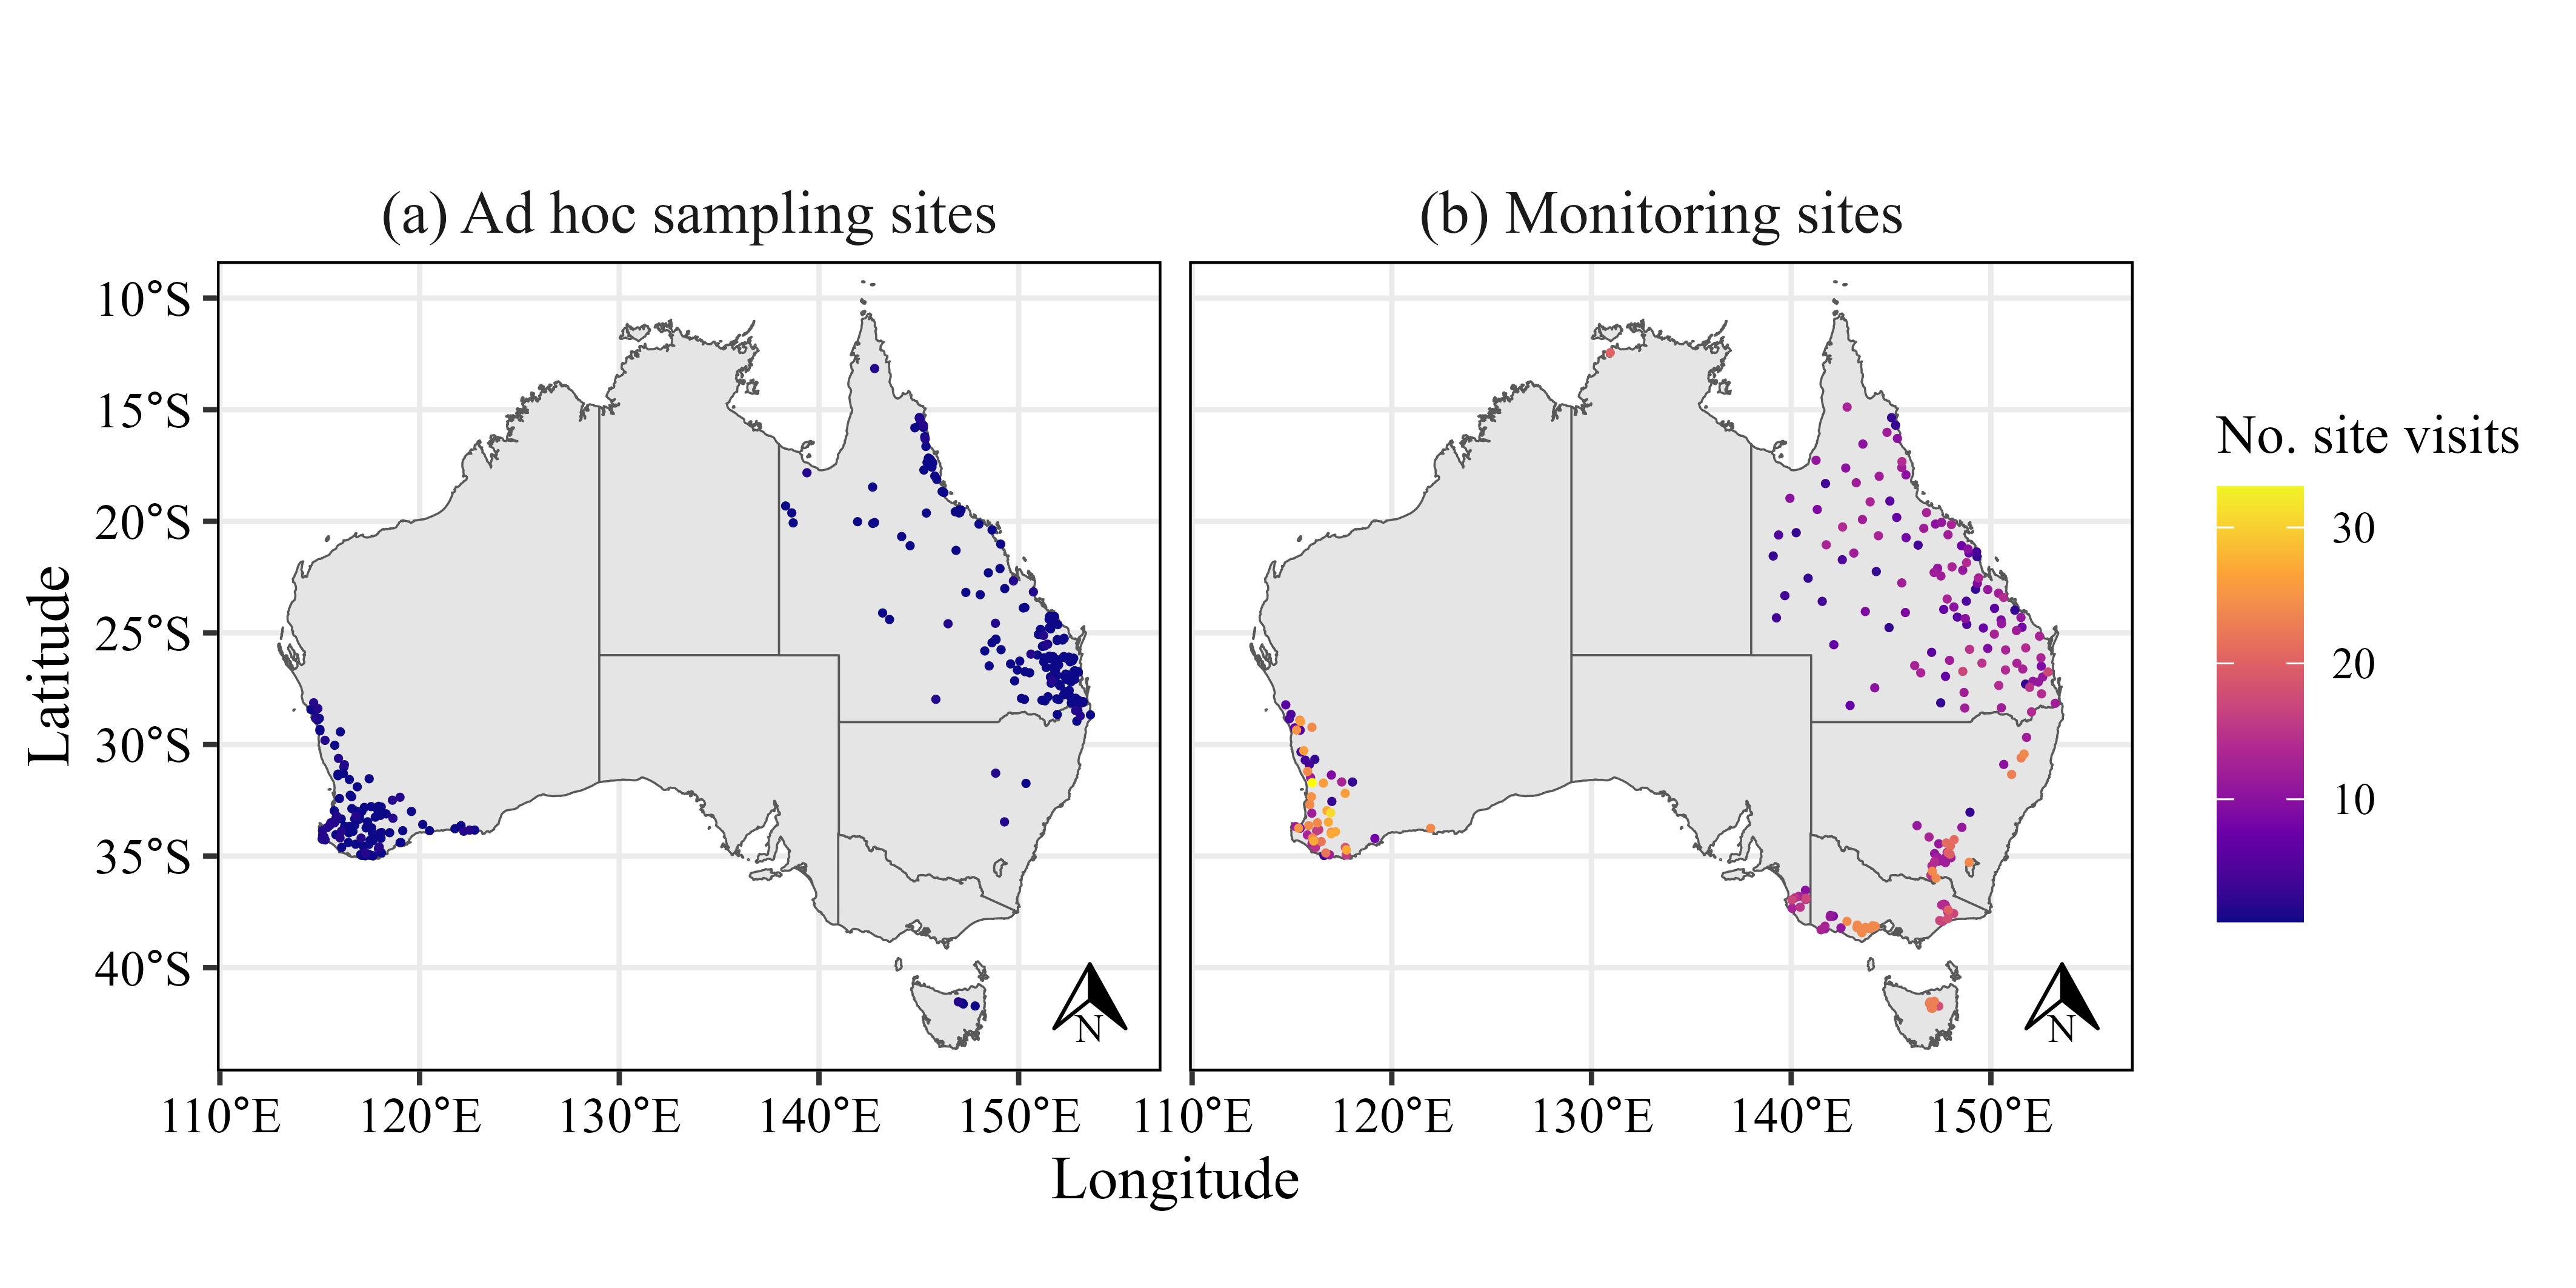 (a) Ad hoc sampling sites
(b) Monitoring sites
10°S
15°S
20°S
25°S
30°S
35°S
40°S
Latitude
N
N
110°E 120°E 130°E 140°E 150°E
110°E 120°E 130°E 140°E 150°E
Longitude
No. site visits
30
20
10